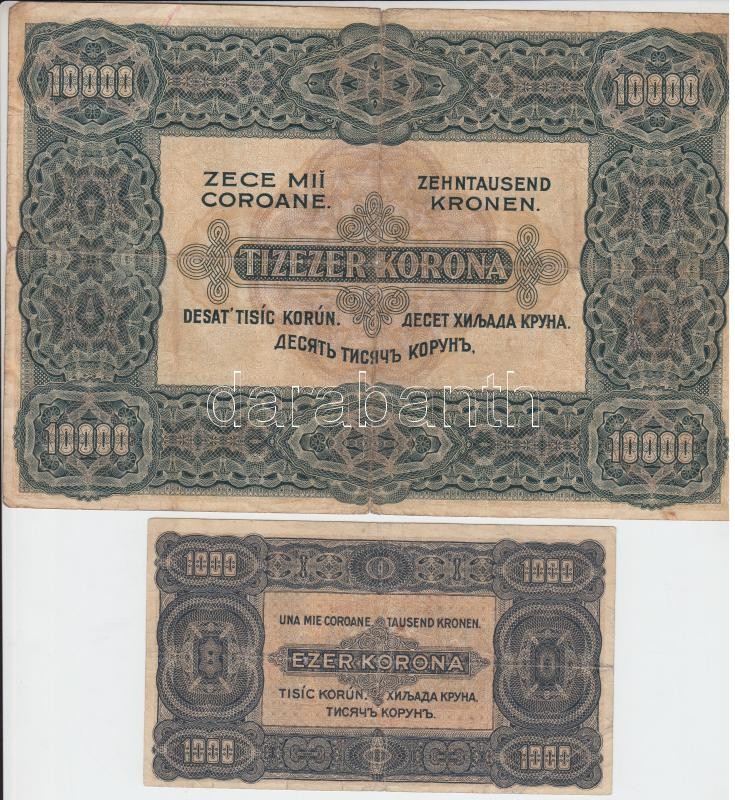 10000 10000
ZECE MIĬ
COROANE.
ZEHNTAUSEND
KRONEN.
TIZEZER KORONA
DESAT' TISÍC KORÚN. ДЕСЕТ ХИЉАДА КРУНА.
ДЕСЯТЬ ТИСЯЧЪ КОРУНЪ.
darabanth
10000 10000
1000 1000
UNA MIE COROANE. TAUSEND KRONEN.
EZER KORONA
TISÍC KORÚN. ХИЉАДА КРУНА.
ТИСЯЧЪ КОРУНЪ.
1000 1000